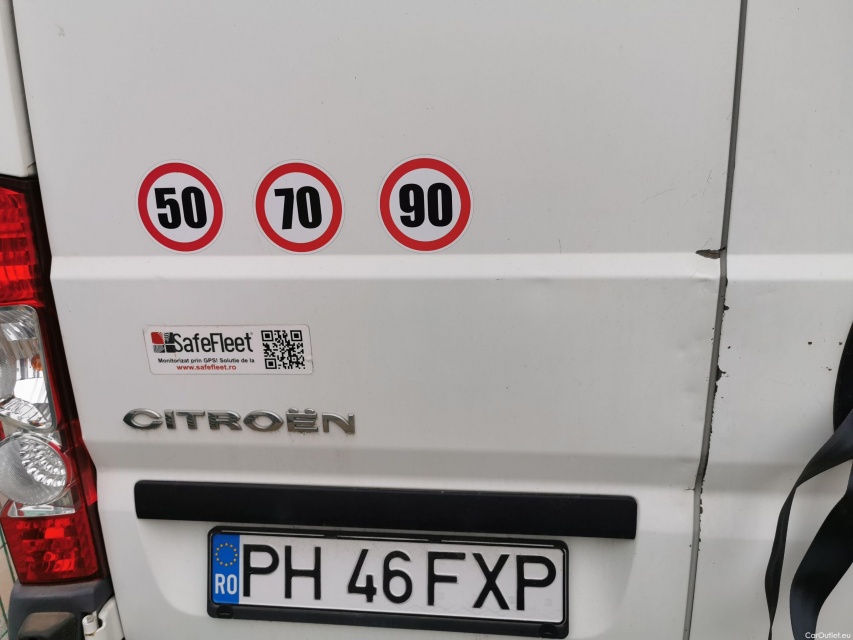 50 70 90
SafeFleet
Monitorizat prin GPS! Solutie de la
www.safefleet.ro
CITROËN
RO PH 46 FXP
CarOutlet.eu